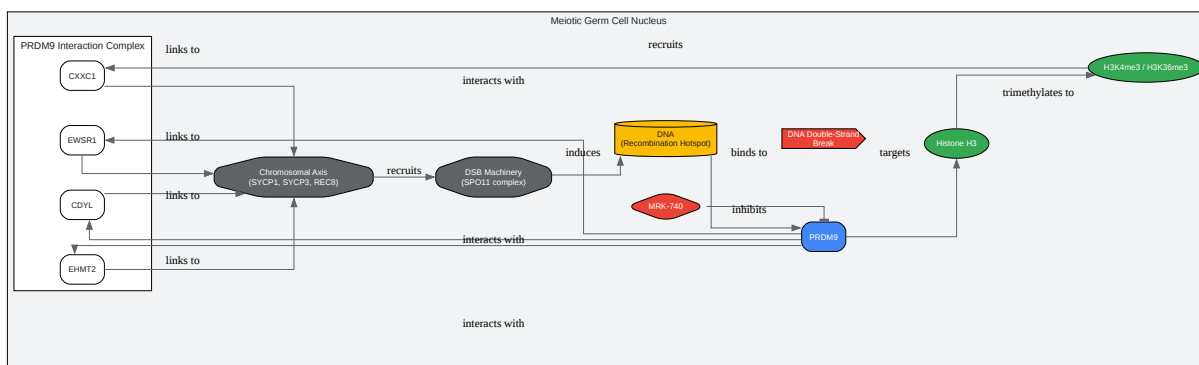 Meiotic Germ Cell Nucleus
PRDM9 Interaction Complex
links to
recruits
CXXC1
interacts with
H3K4me3 / H3K36me3
trimethylates to
EWSR1
links to
DNA
(Recombination Hotspot)
DNA Double-Strand
Break
induces
binds to
targets
Histone H3
Chromosomal Axis
(SYCP1, SYCP3, REC8)
recruits
DSB Machinery
(SPO11 complex)
CDYL
links to
MRK-740
inhibits
PRDM9
interacts with
EHMT2
links to
interacts with